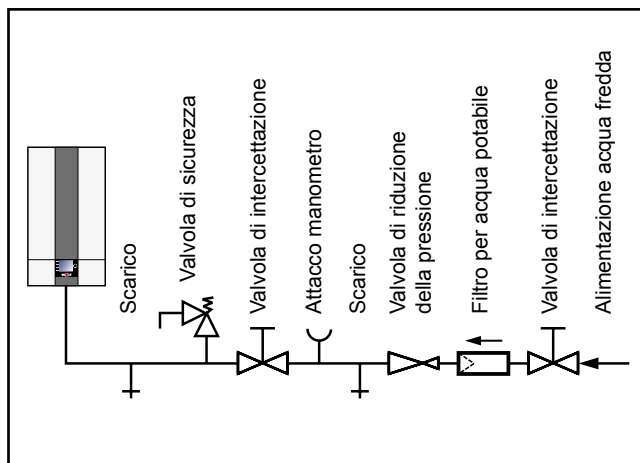 Scarico
Valvola di sicurezza
Valvola di intercettazione
Attacco manometro
Scarico
Valvola di riduzione
della pressione
Filtro per acqua potabile
Valvola di intercettazione
Alimentazione acqua fredda